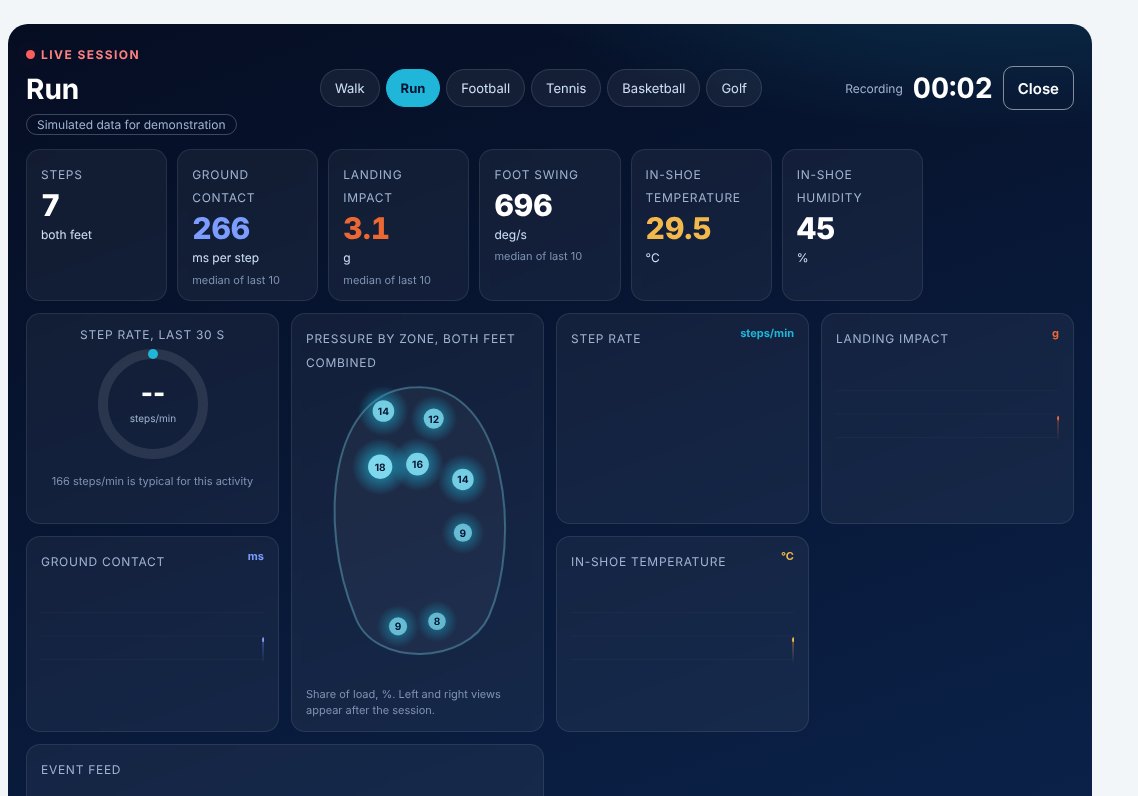 LIVE SESSION
Run
Walk
Run
Football
Tennis
Basketball
Golf
Recording
00:02
Close
Simulated data for demonstration
STEPS
7
both feet
GROUND
CONTACT
266
ms per step
median of last 10
LANDING
IMPACT
3.1
g
median of last 10
FOOT SWING
696
deg/s
median of last 10
IN-SHOE
TEMPERATURE
29.5
°C
IN-SHOE
HUMIDITY
45
%
STEP RATE, LAST 30 S
--
steps/min
166 steps/min is typical for this activity
PRESSURE BY ZONE, BOTH FEET
COMBINED
14
12
18
16
14
9
9
8
Share of load, %. Left and right views
appear after the session.
STEP RATE
steps/min
LANDING IMPACT
g
GROUND CONTACT
ms
IN-SHOE TEMPERATURE
°C
EVENT FEED